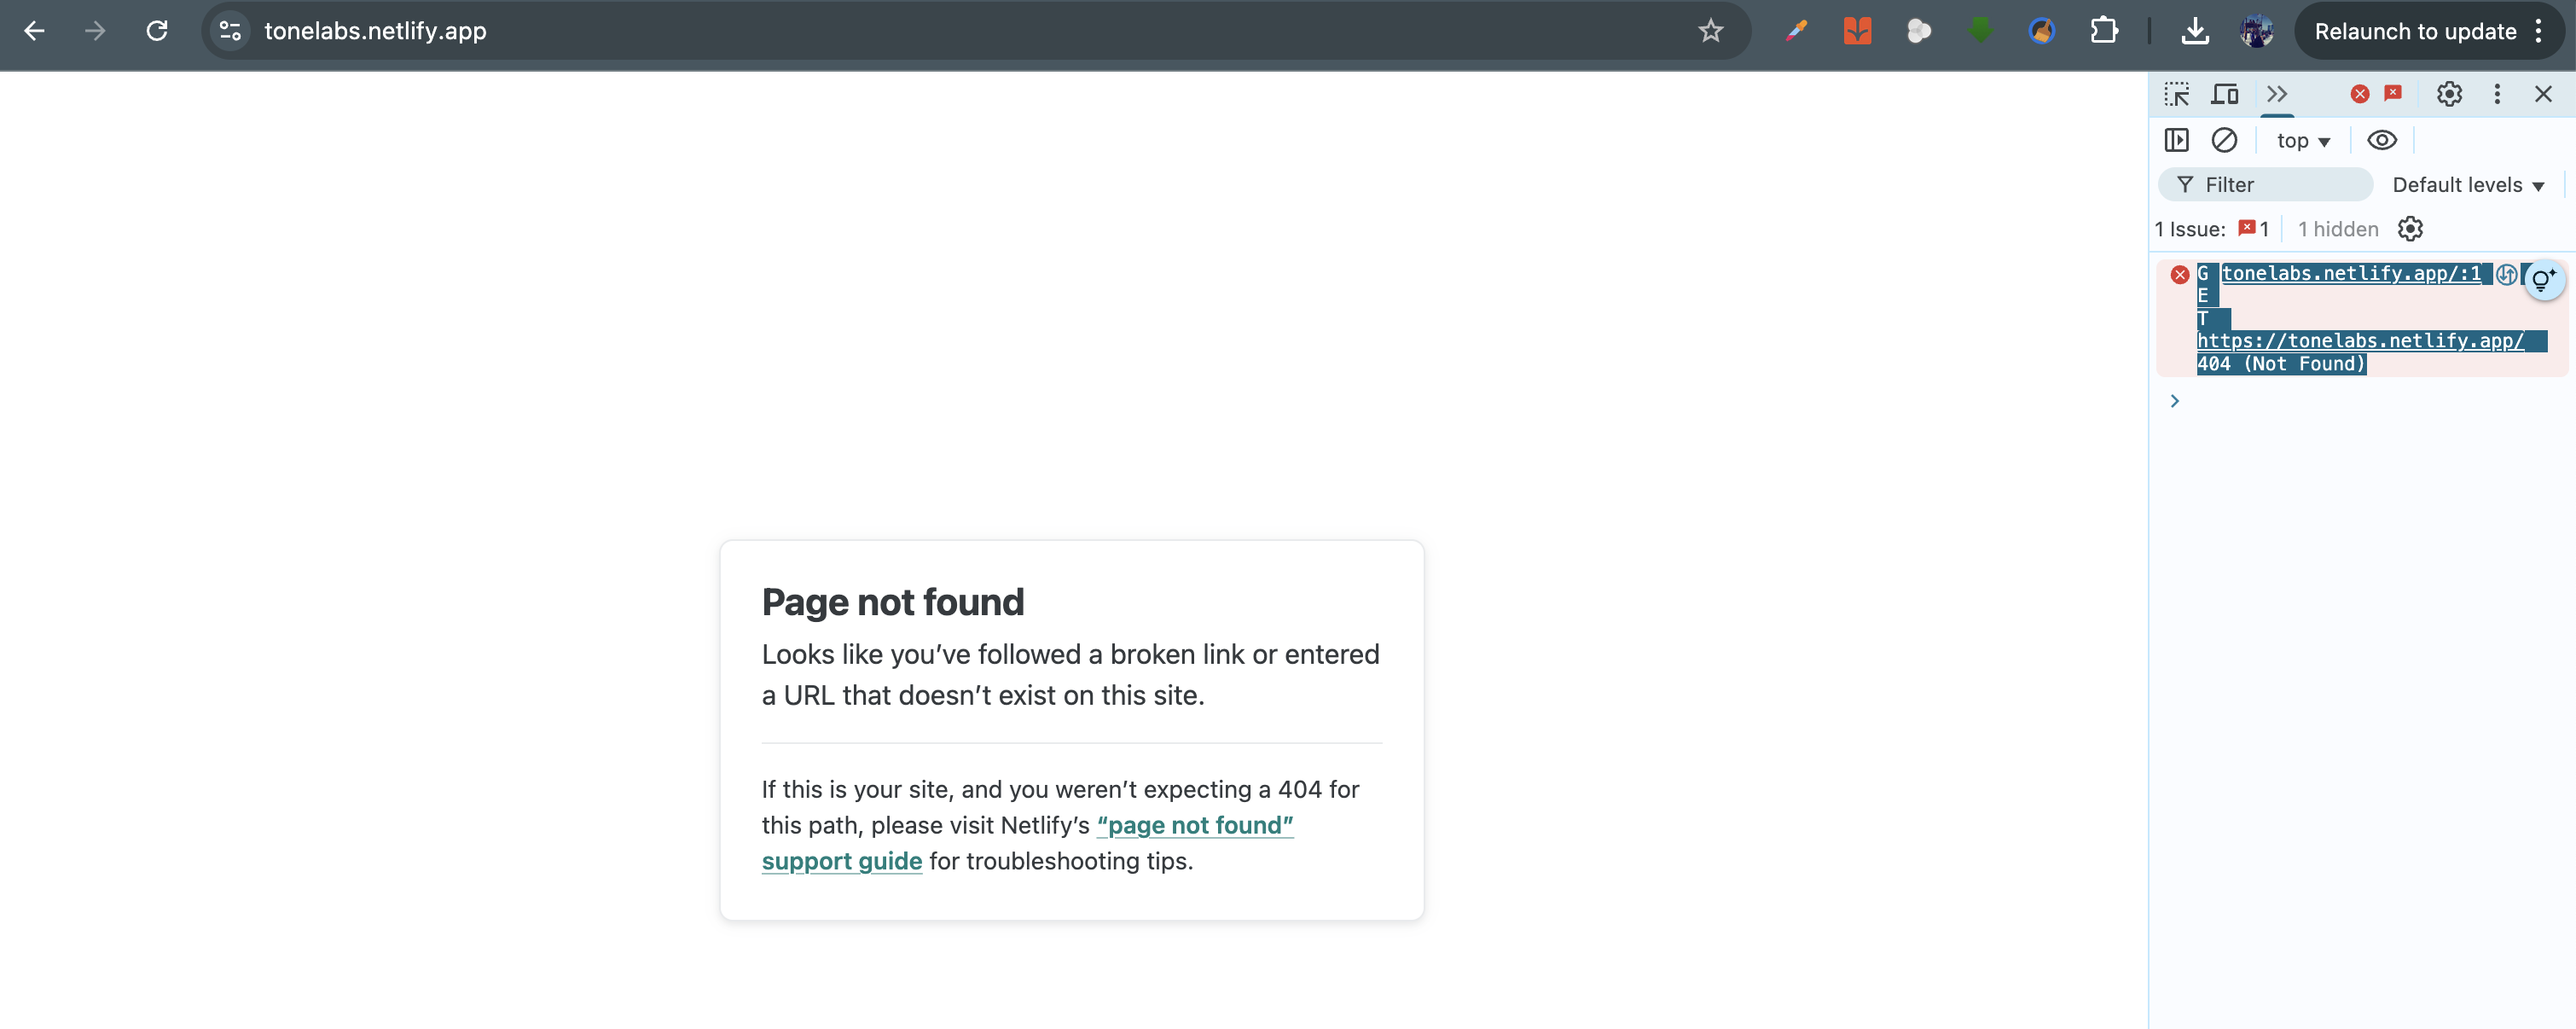 tonelabs.netlify.app
Relaunch to update
top
Filter
Default levels
1 Issue: 1
1 hidden
G tonelabs.netlify.app/:1
E
T
https://tonelabs.netlify.app/
404 (Not Found)
Page not found
Looks like you’ve followed a broken link or entered
a URL that doesn’t exist on this site.
If this is your site, and you weren’t expecting a 404 for
this path, please visit Netlify’s “page not found”
support guide for troubleshooting tips.